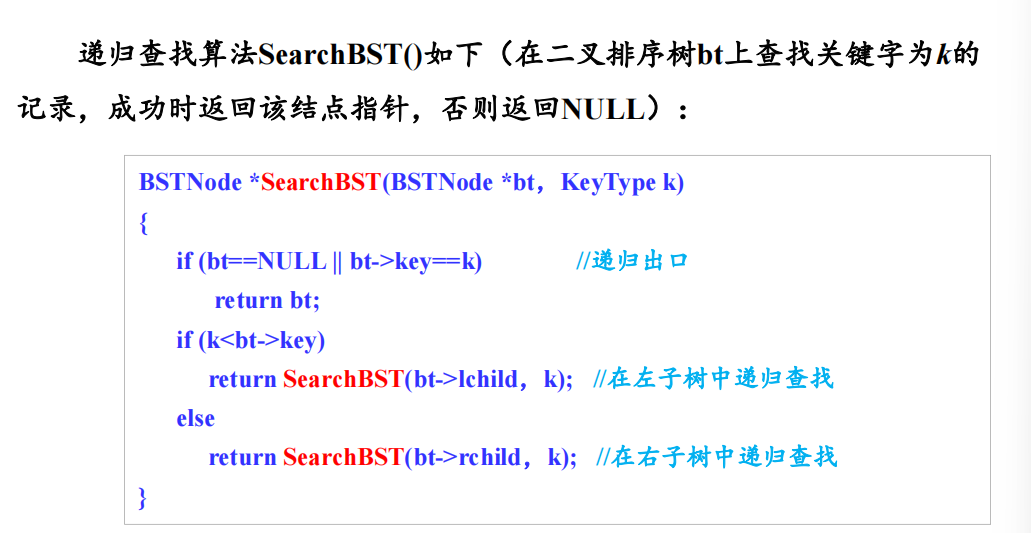 递归查找算法SearchBST()如下（在二叉排序树bt上查找关键字为k的
记录，成功时返回该结点指针，否则返回NULL）：
BSTNode *SearchBST(BSTNode *bt，KeyType k)
{
if (bt==NULL || bt->key==k) //递归出口
return bt;
if (k<bt->key)
return SearchBST(bt->lchild，k); //在左子树中递归查找
else
return SearchBST(bt->rchild，k); //在右子树中递归查找
}